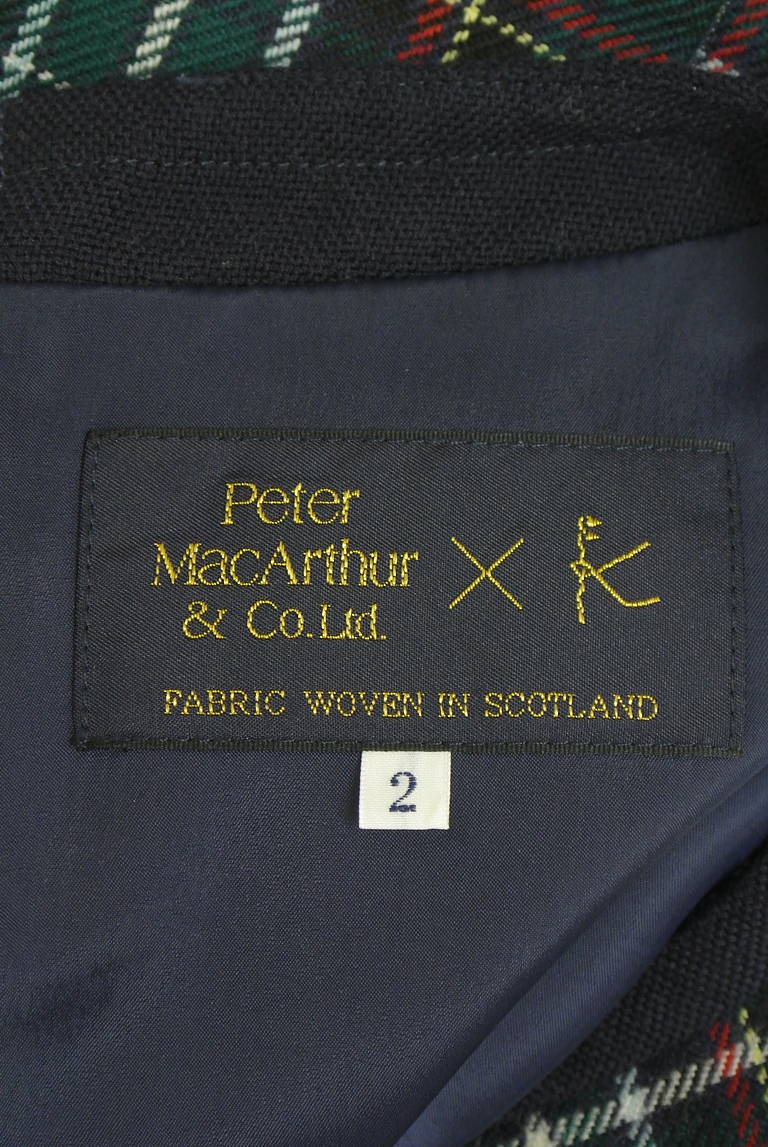 Peter
MacArthur
& Co.Ltd.
×
FABRIC WOVEN IN SCOTLAND
2